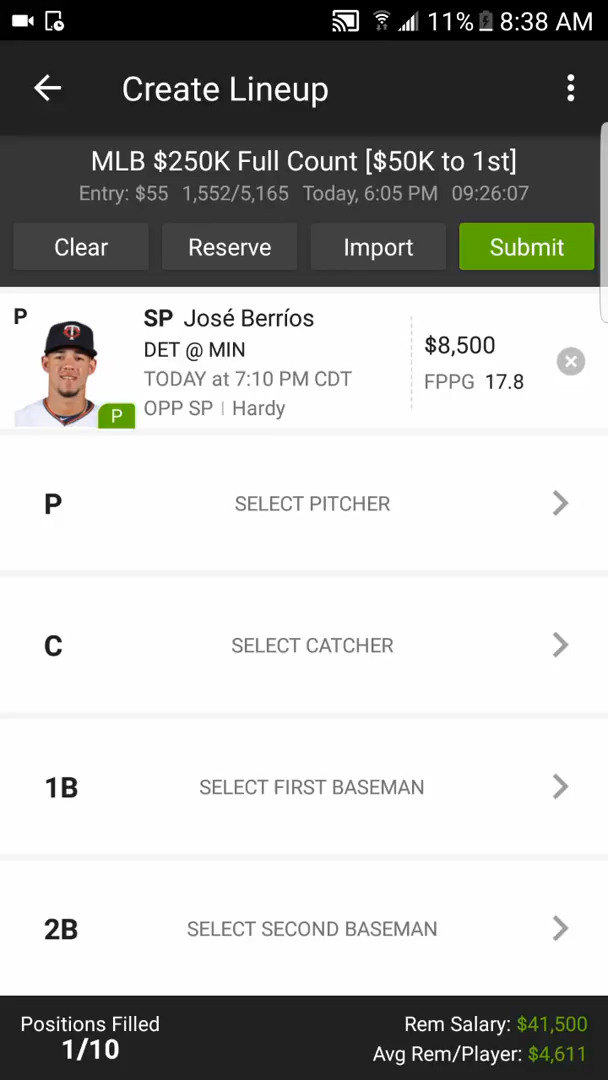 11% 8:38 AM
Create Lineup
MLB $250K Full Count [$50K to 1st]
Entry: $55 1,552/5,165 Today, 6:05 PM 09:26:07
Clear Reserve Import Submit
P SP José Berríos
DET @ MIN
$8,500
TODAY at 7:10 PM CDT
FPPG 17.8
OPP SP | Hardy
P
P SELECT PITCHER
C SELECT CATCHER
1B SELECT FIRST BASEMAN
2B SELECT SECOND BASEMAN
Positions Filled Rem Salary: $41,500
1/10 Avg Rem/Player: $4,611